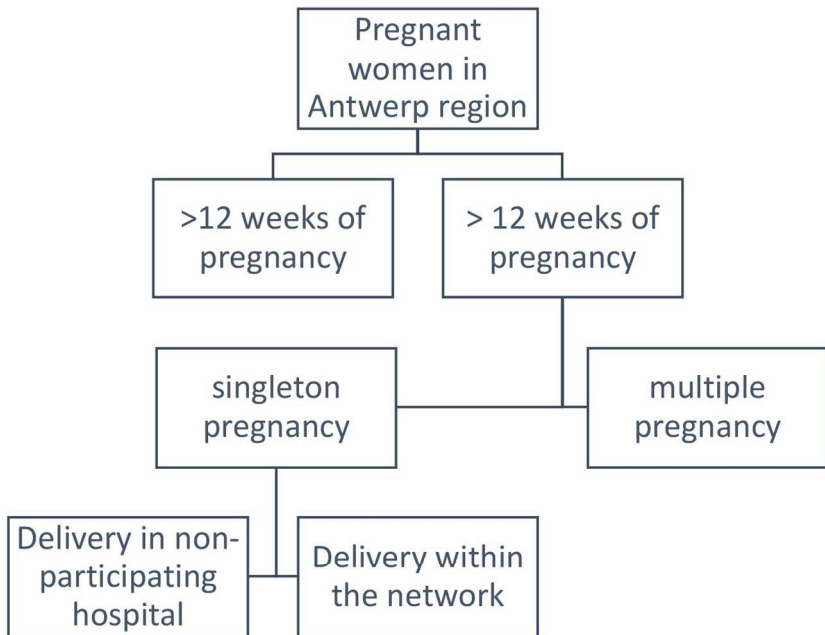 Pregnant
women in
Antwerp region
>12 weeks of
pregnancy
> 12 weeks of
pregnancy
singleton
pregnancy
multiple
pregnancy
Delivery in non-
participating
hospital
Delivery within
the network